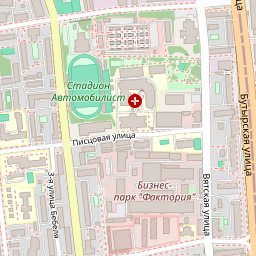 Стадион
Автомобилист
Писцовая улица
Бутырская улица
Вятская улица
3-я улица Бебеля
Бизнес-
парк "Фактория"